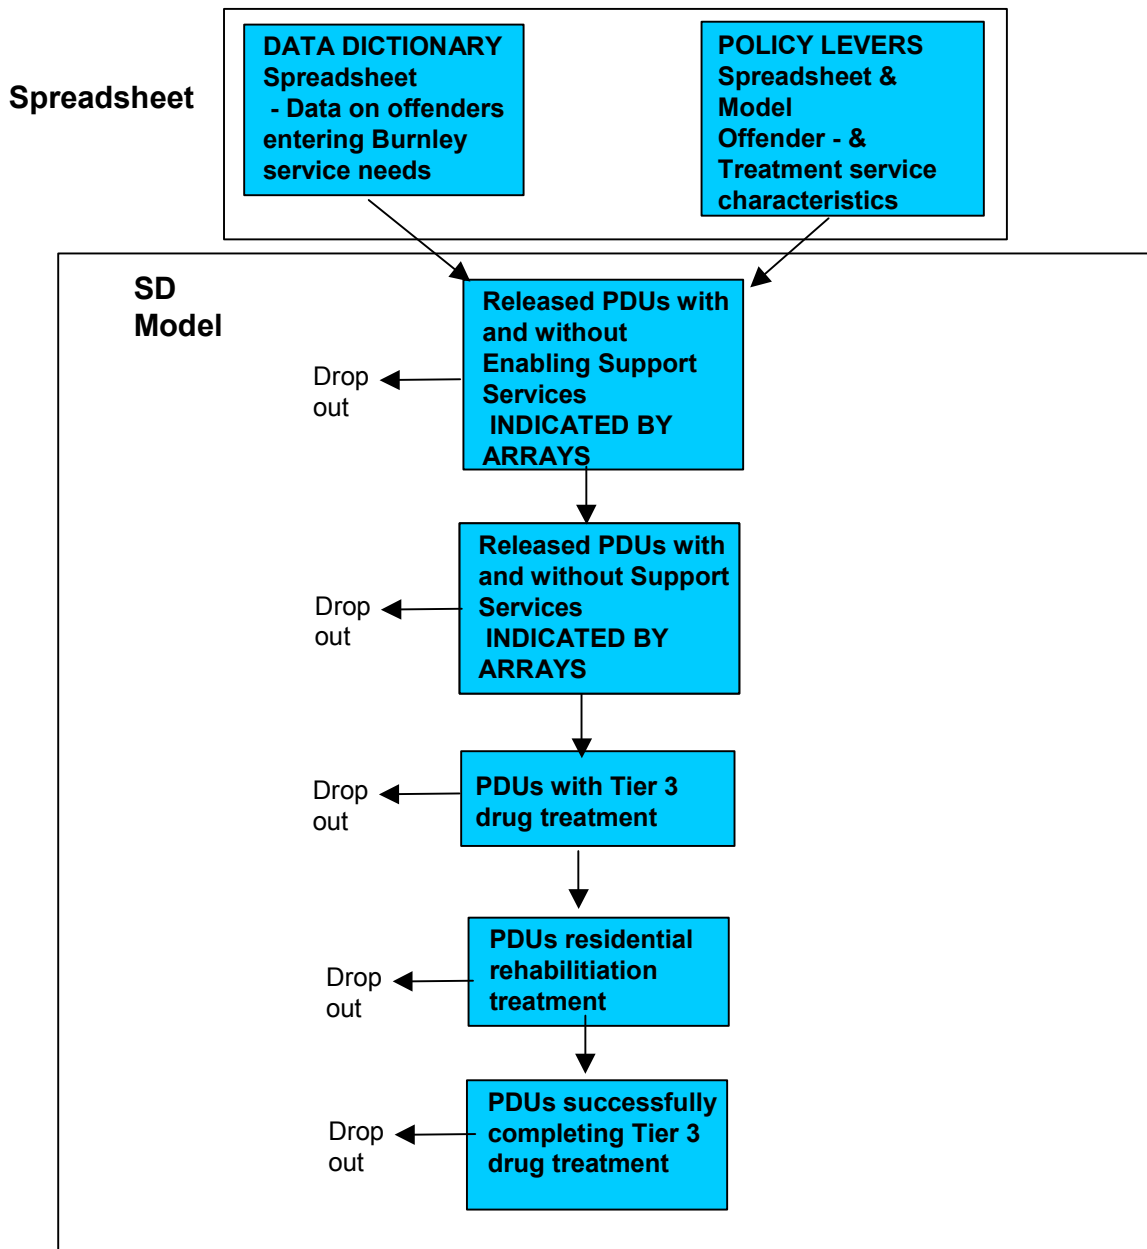 Spreadsheet
DATA DICTIONARY
Spreadsheet
- Data on offenders
entering Burnley
service needs
POLICY LEVERS
Spreadsheet &
Model
Offender - &
Treatment service
characteristics
SD
Model
Released PDUs with
and without
Enabling Support
Services
INDICATED BY
ARRAYS
Drop
out
Released PDUs with
and without Support
Services
INDICATED BY
ARRAYS
Drop
out
PDUs with Tier 3
drug treatment
Drop
out
PDUs residential
rehabilitiation
treatment
Drop
out
PDUs successfully
completing Tier 3
drug treatment
Drop
out